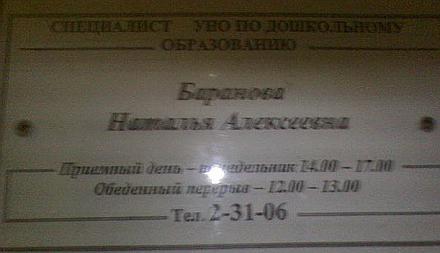 СПЕЦИАЛИСТ УНО ПО ДОШКОЛЬНОМУ
ОБРАЗОВАНИЮ
Баранова
Наталья Алексеевна
Приемный день – понедельник 14.00 – 17.00
Обеденный перерыв – 12.00 – 13.00
Тел. 2-31-06